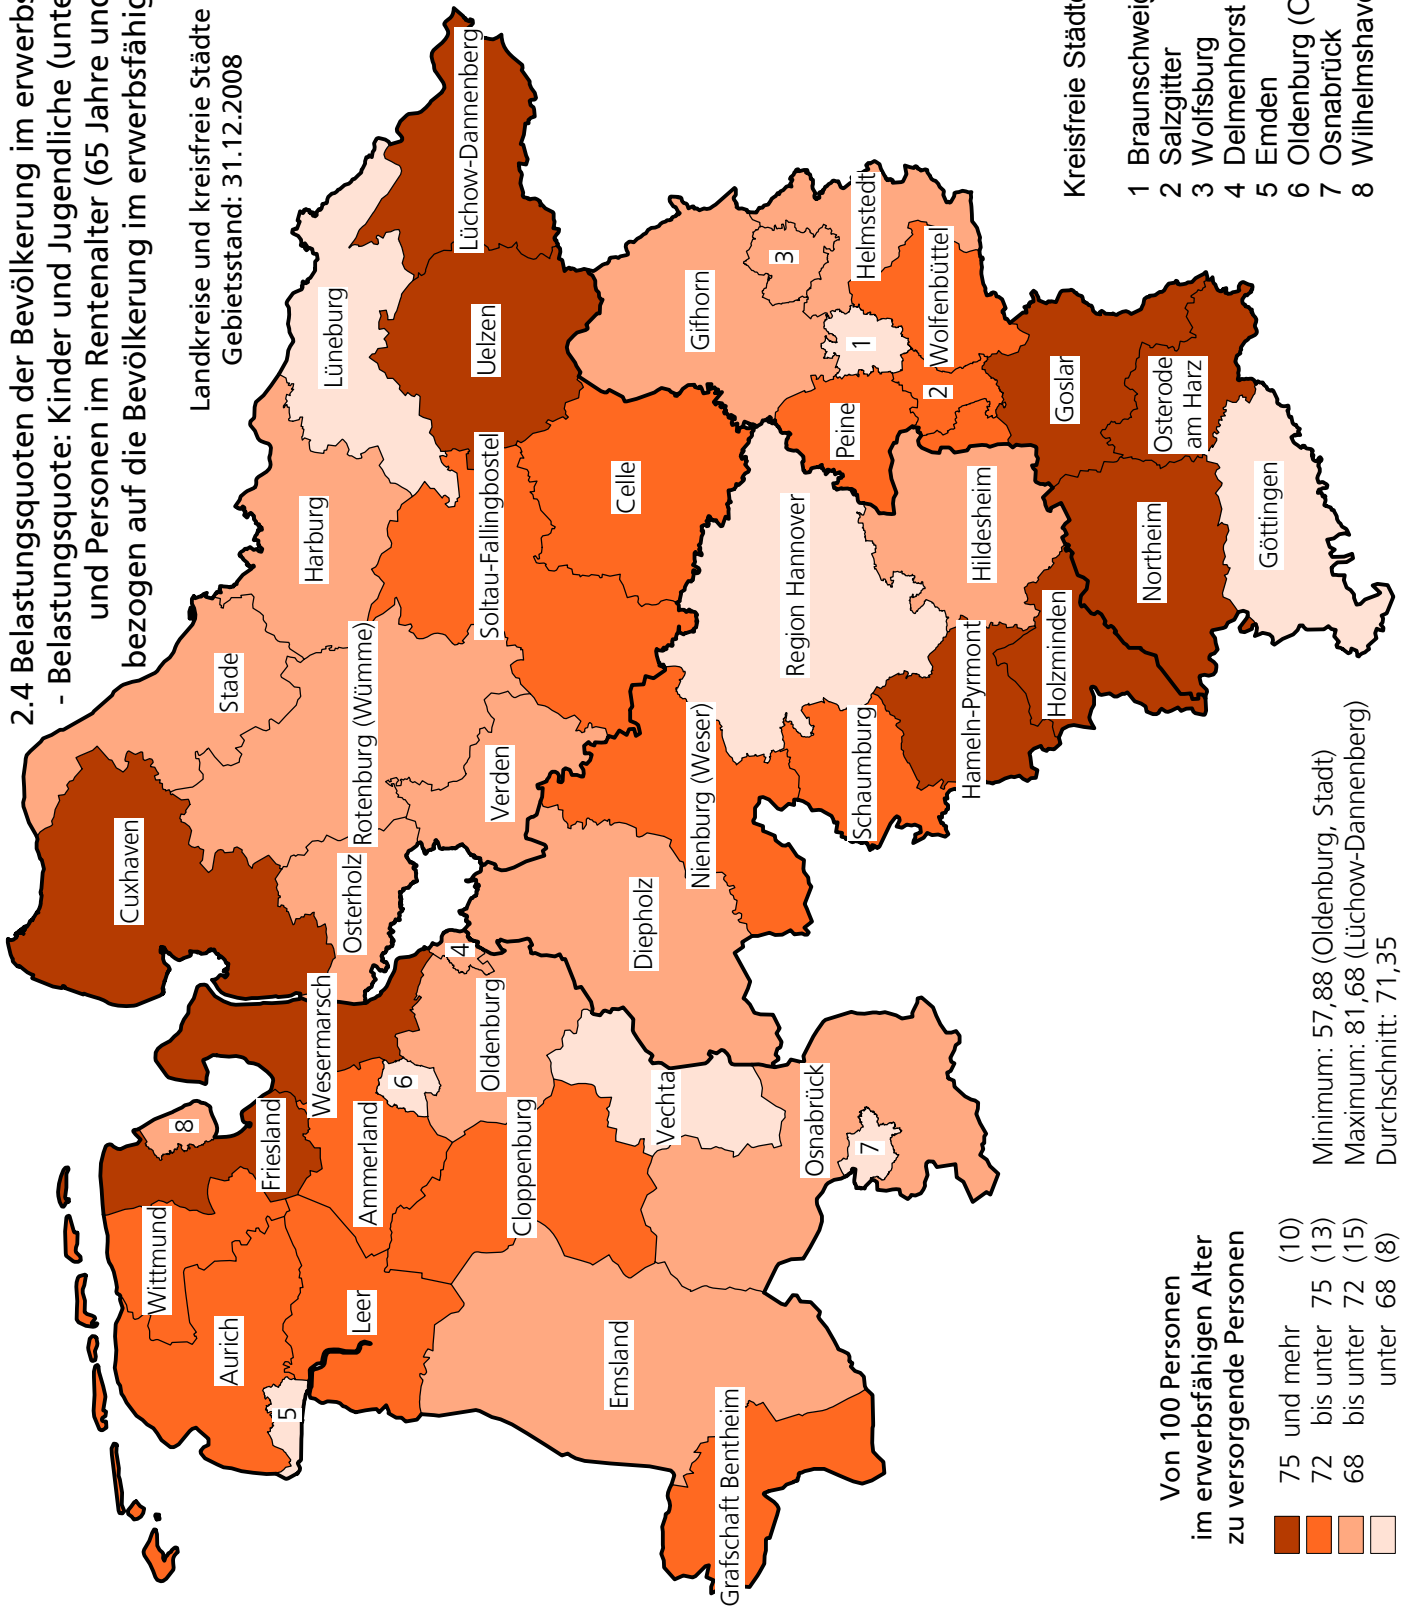 2.4 Belastungsquoten der Bevölkerung im erwerbs
- Belastungsquote: Kinder und Jugendliche (unte
und Personen im Rentenalter (65 Jahre und
bezogen auf die Bevölkerung im erwerbsfähig
Landkreise und kreisfreie Städte
Gebietsstand: 31.12.2008
Cuxhaven
Stade
Harburg
Lüneburg
Lüchow-Dannenberg
Uelzen
Osterholz
Rotenburg (Wümme)
Soltau-Fallingbostel
Verden
Celle
Wittmund
Aurich
Friesland
Wesermarsch
8
5
Leer
Ammerland
6
Oldenburg
4
Cloppenburg
Vechta
Diepholz
Nienburg (Weser)
Emsland
Grafschaft Bentheim
Osnabrück
7
Region Hannover
Schaumburg
Hameln-Pyrmont
Hildesheim
Holzminden
Gifhorn
3
Helmstedt
1
Peine
2
Wolfenbüttel
Goslar
Osterode
am Harz
Northeim
Göttingen
Kreisfreie Städte
1 Braunschweig
2 Salzgitter
3 Wolfsburg
4 Delmenhorst
5 Emden
6 Oldenburg (O
7 Osnabrück
8 Wilhelmshave
Von 100 Personen
im erwerbsfähigen Alter
zu versorgende Personen
75 und mehr (10)
72 bis unter 75 (13)
68 bis unter 72 (15)
unter 68 (8)
Minimum: 57,88 (Oldenburg, Stadt)
Maximum: 81,68 (Lüchow-Dannenberg)
Durchschnitt: 71,35